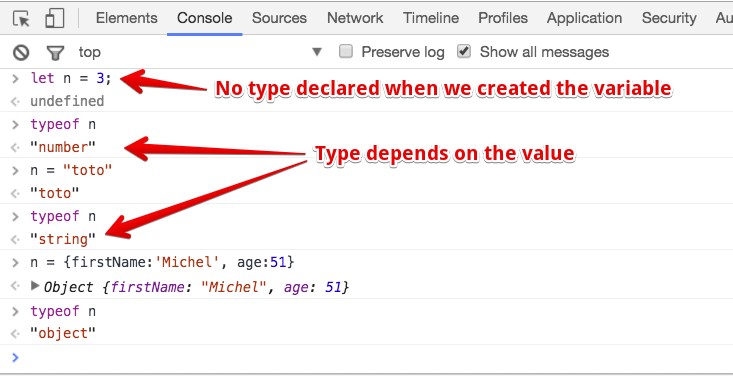 Elements Console Sources Network Timeline Profiles Application Security Au
top Preserve log Show all messages
> let n = 3; No type declared when we created the variable
undefined
> typeof n
"number" Type depends on the value
> n = "toto"
"toto"
> typeof n
"string"
> n = {firstName:'Michel', age:51}
Object {firstName: "Michel", age: 51}
> typeof n
"object"
>